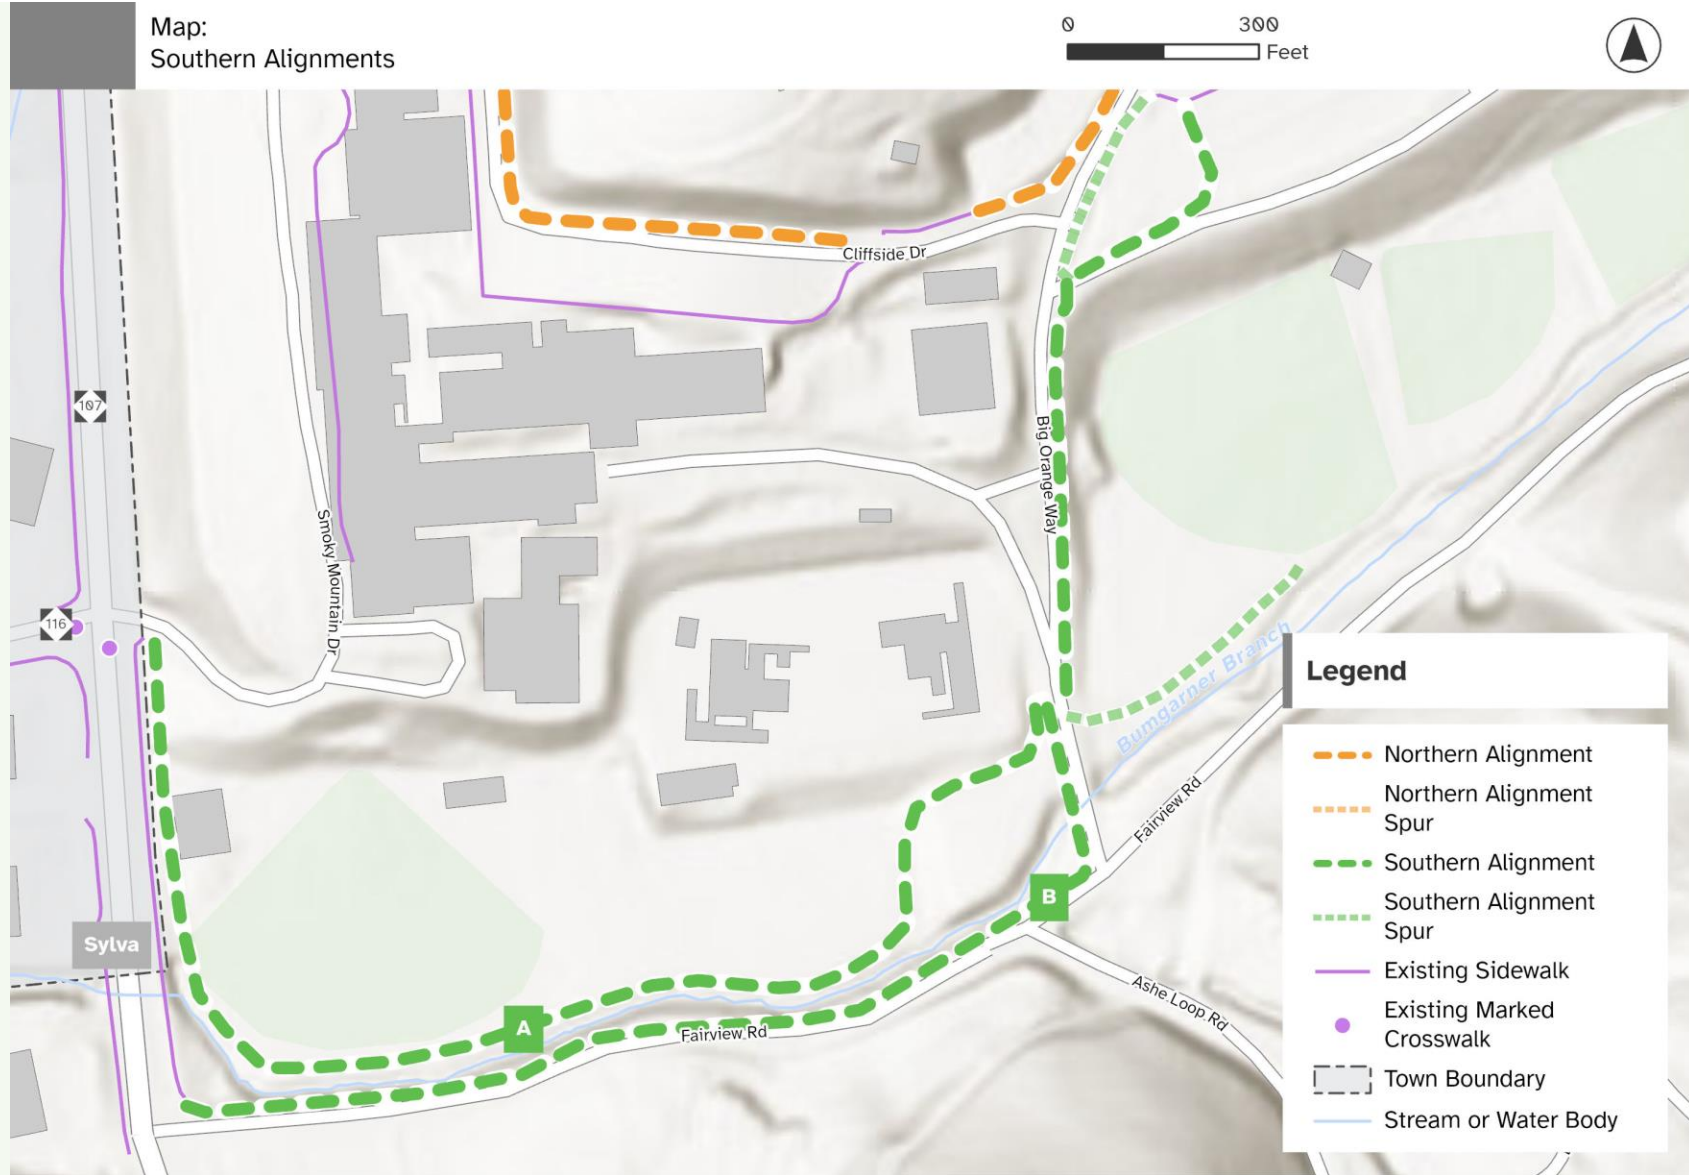 Map:
Southern Alignments
0 300
Feet
Cliffside Dr
107
Big Orange Way
Smoky Mountain Dr
116
Bumgarner Branch
Fairview Rd
B
Sylva
A
Fairview Rd
Ashe Loop Rd
Legend
Northern Alignment
Northern Alignment
Spur
Southern Alignment
Southern Alignment
Spur
Existing Sidewalk
Existing Marked
Crosswalk
Town Boundary
Stream or Water Body